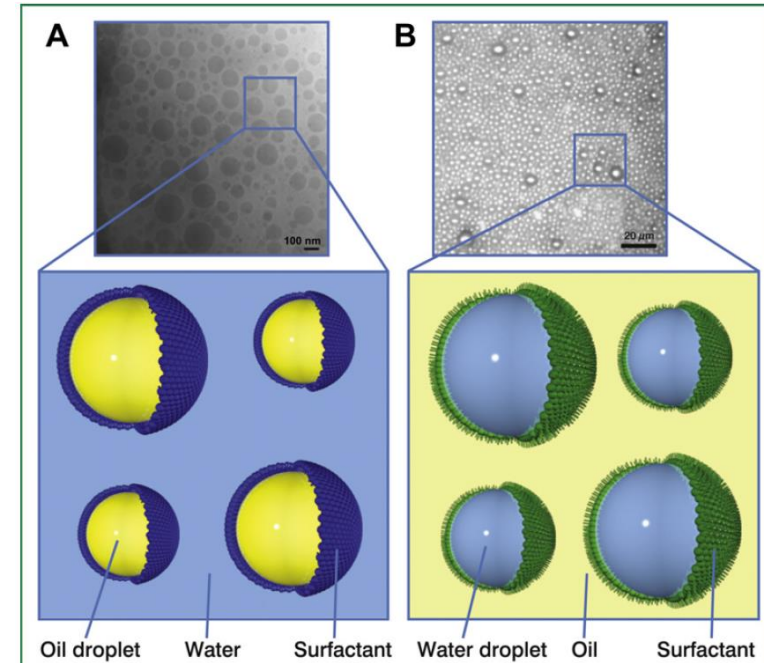 A
B
100 nm
20 µm
Oil droplet Water Surfactant
Water droplet Oil Surfactant